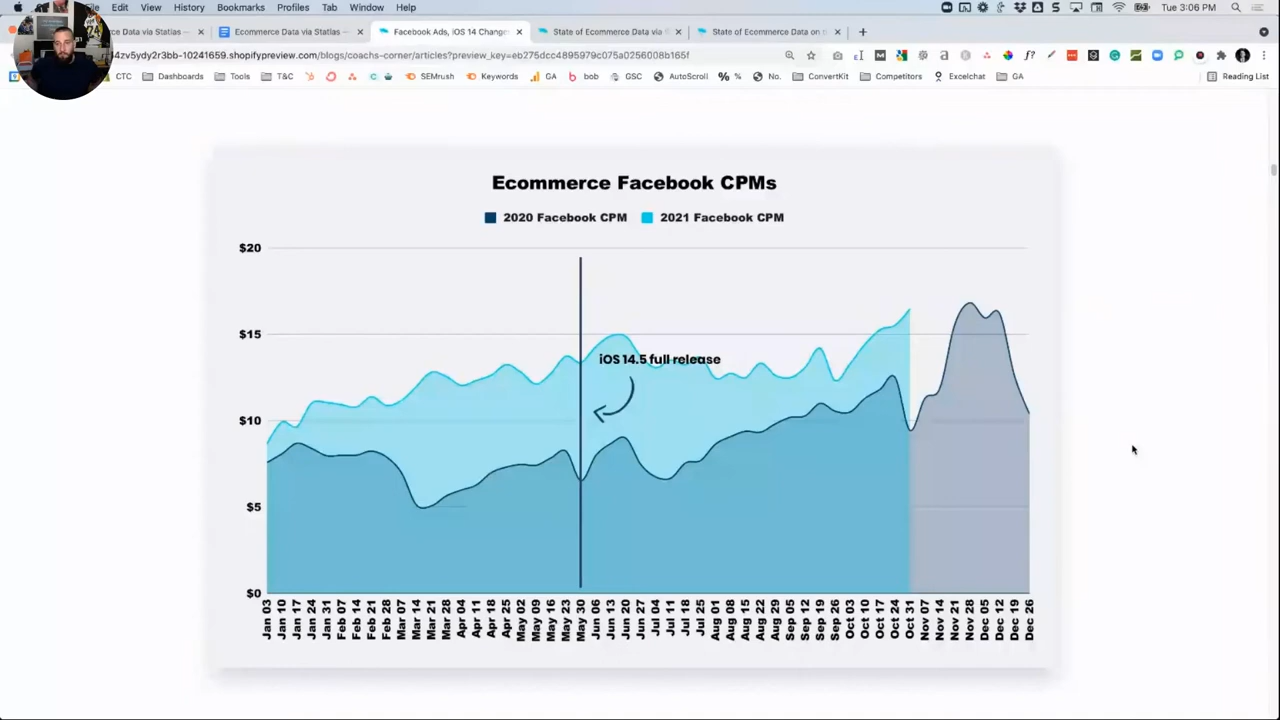 File Edit View History Bookmarks Profiles Tab Window Help
Tue 3:06 PM
rce Data via Statlas –
Ecommerce Data via Statlas –
Facebook Ads, iOS 14 Change
State of Ecommerce Data via
State of Ecommerce Data on t
4zv5ydy2r3bb-10241659.shopifypreview.com/blogs/coachs-corner/articles?preview_key=eb275dcc4895979c075a0256008b165f
CTC Dashboards Tools T&C SEMrush Keywords GA bob GSC AutoScroll % No. ConvertKit Competitors Excelchat GA Reading List
Ecommerce Facebook CPMs
2020 Facebook CPM 2021 Facebook CPM
$20
$15
iOS 14.5 full release
$10
$5
$0
Jan 03
Jan 10
Jan 17
Jan 24
Jan 31
Feb 07
Feb 14
Feb 21
Feb 28
Mar 07
Mar 14
Mar 21
Mar 28
Apr 04
Apr 11
Apr 18
Apr 25
May 02
May 09
May 16
May 23
May 30
Jun 06
Jun 13
Jun 20
Jun 27
Jul 04
Jul 11
Jul 18
Jul 25
Aug 01
Aug 08
Aug 15
Aug 22
Aug 29
Sep 05
Sep 12
Sep 19
Sep 26
Oct 03
Oct 10
Oct 17
Oct 24
Oct 31
Nov 07
Nov 14
Nov 21
Nov 28
Dec 05
Dec 12
Dec 19
Dec 26